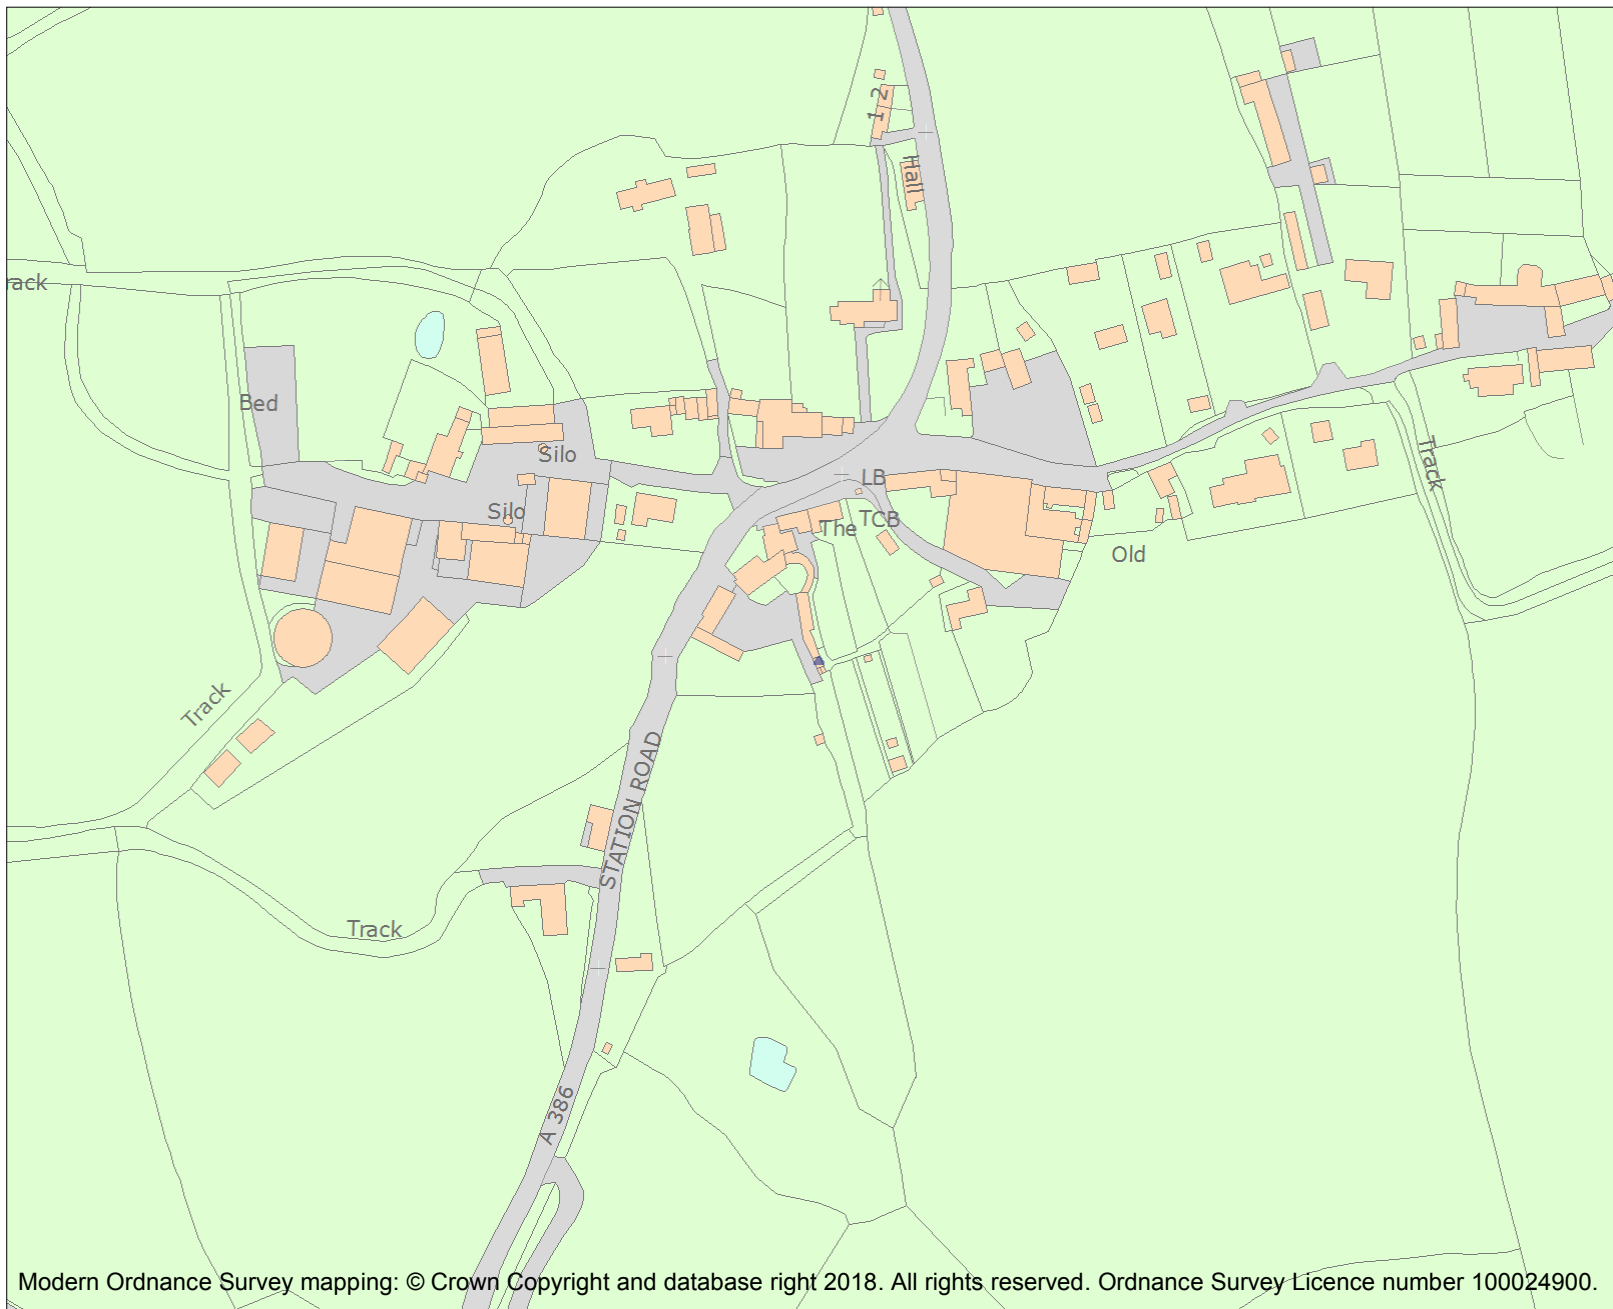 1 2
Hall
rack
Bed
Silo
LB
Track
Silo
The
TCB
Old
Track
STATION ROAD
Track
A 386
Modern Ordnance Survey mapping: © Crown Copyright and database right 2018. All rights reserved. Ordnance Survey Licence number 100024900.